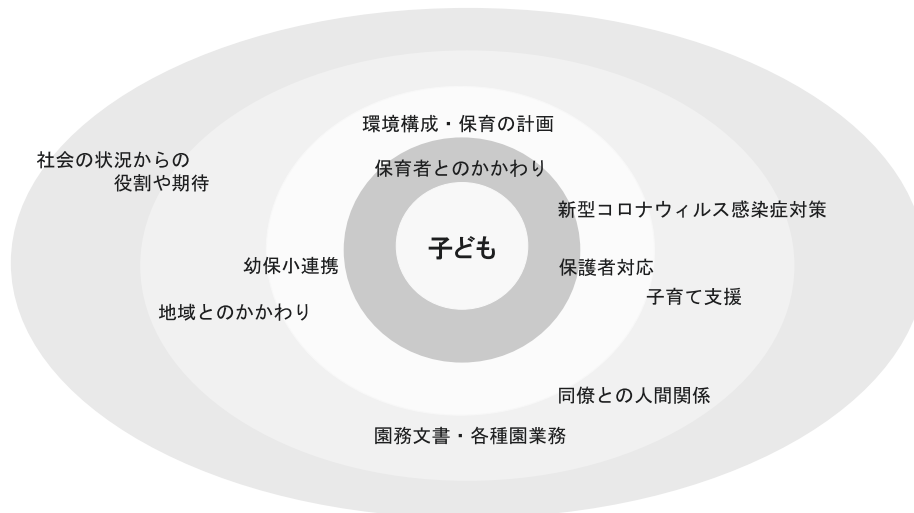 環境構成・保育の計画
社会の状況からの
役割や期待
保育者とのかかわり
新型コロナウィルス感染症対策
子ども
幼保小連携
保護者対応
子育て支援
地域とのかかわり
同僚との人間関係
園務文書・各種園業務